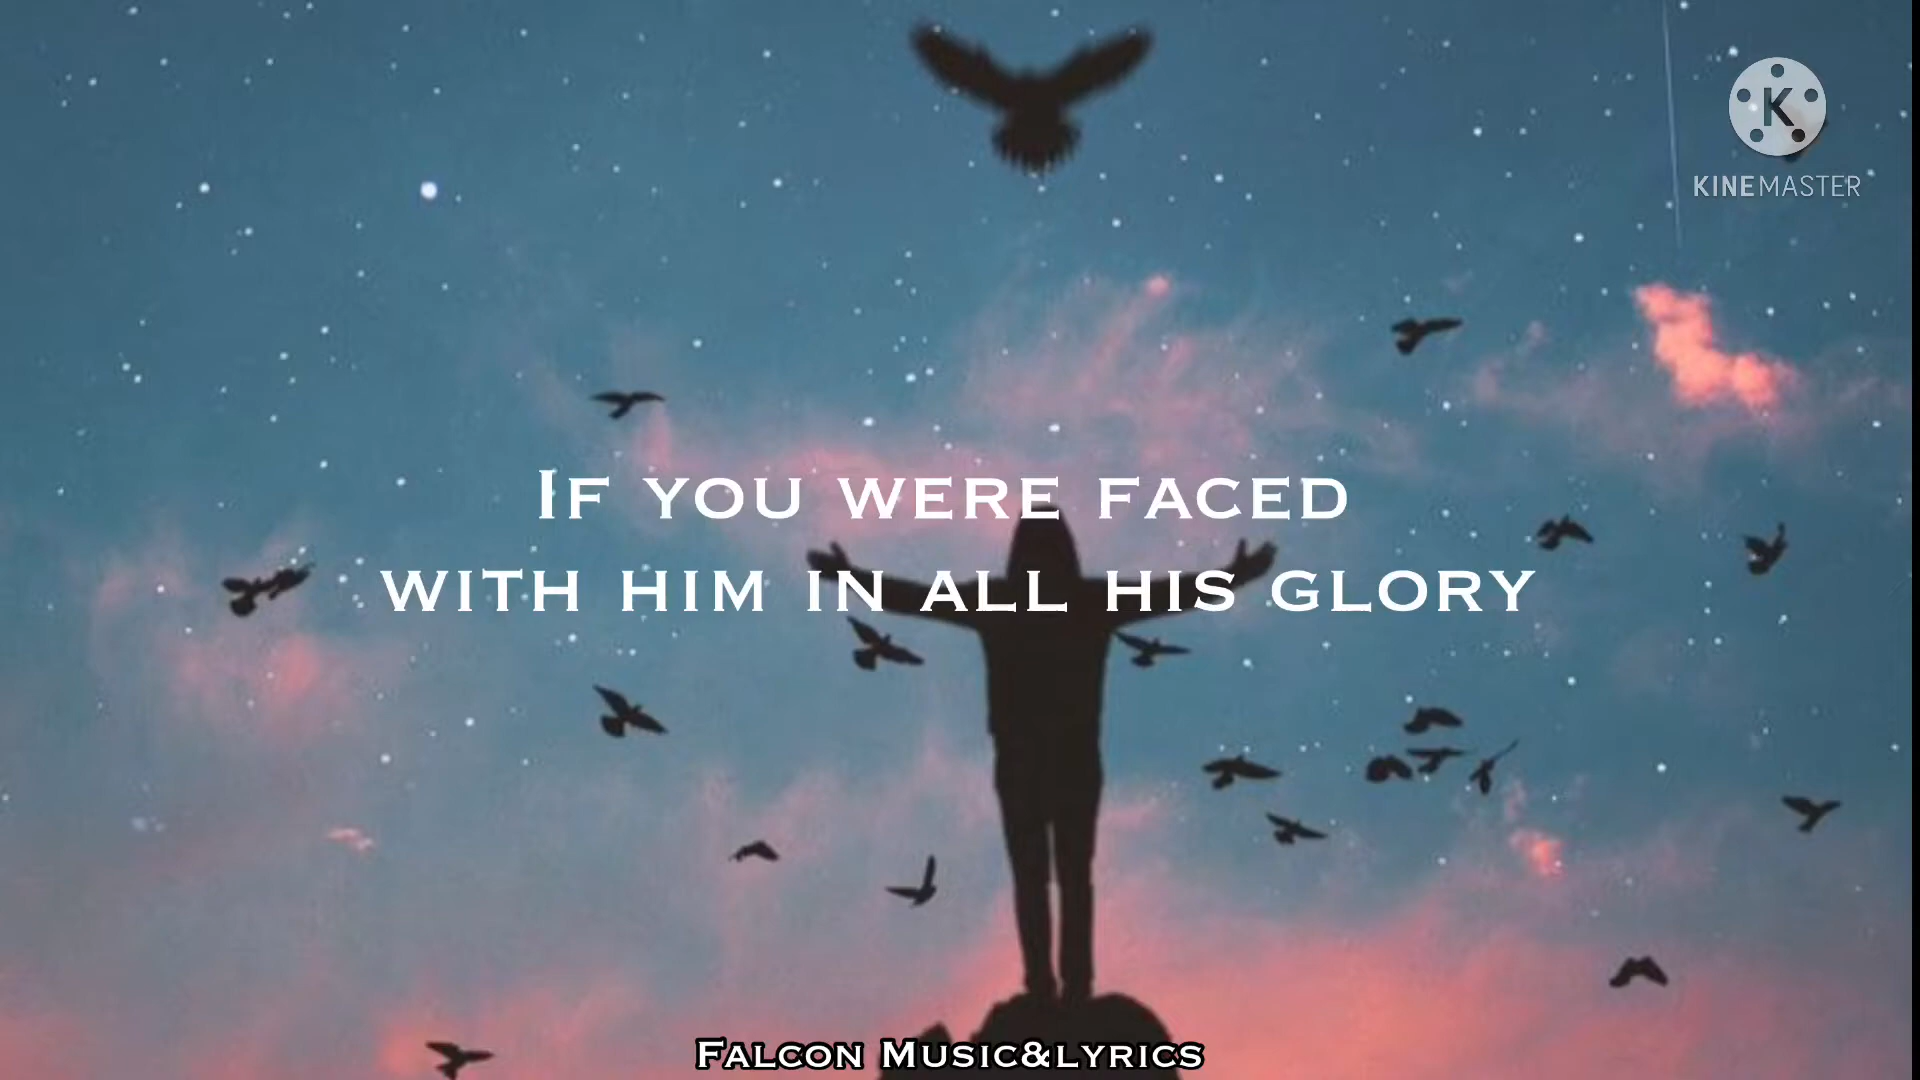 K
KINEMASTER
If you were faced
with him in all his glory
Falcon Music&lyrics